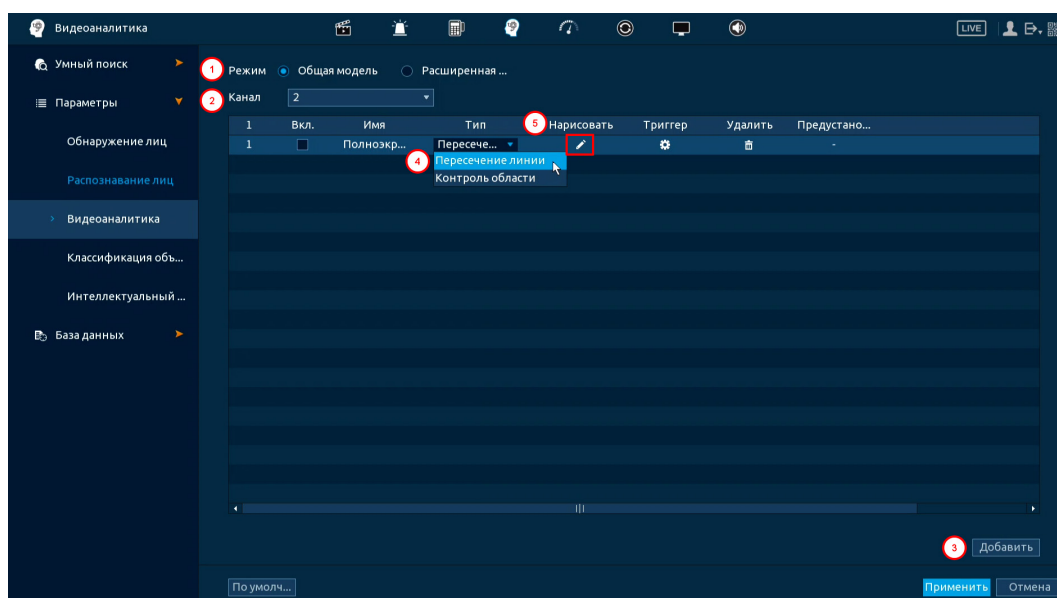 Видеоаналитика
LIVE
Умный поиск
Параметры
Обнаружение лиц
Распознавание лиц
Видеоаналитика
Классификация объ...
Интеллектуальный ...
База данных
1 Режим Общая модель Расширенная ...
2 Канал 2
1 Вкл. Имя Тип 5 Нарисовать Триггер Удалить Предустано...
1 Полноэкр... Пересече... -
4 Пересечение линии
Контроль области
3 Добавить
По умолч... Применить Отмена